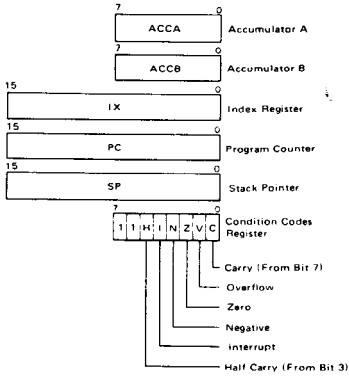 7 0
ACCA Accumulator A
7 0
ACCB Accumulator B
15 0
IX Index Register
15 0
PC Program Counter
15 0
SP Stack Pointer
7 0
1 1 H I N Z V C Condition Codes
Register
Carry (From Bit 7)
Overflow
Zero
Negative
Interrupt
Half Carry (From Bit 3)